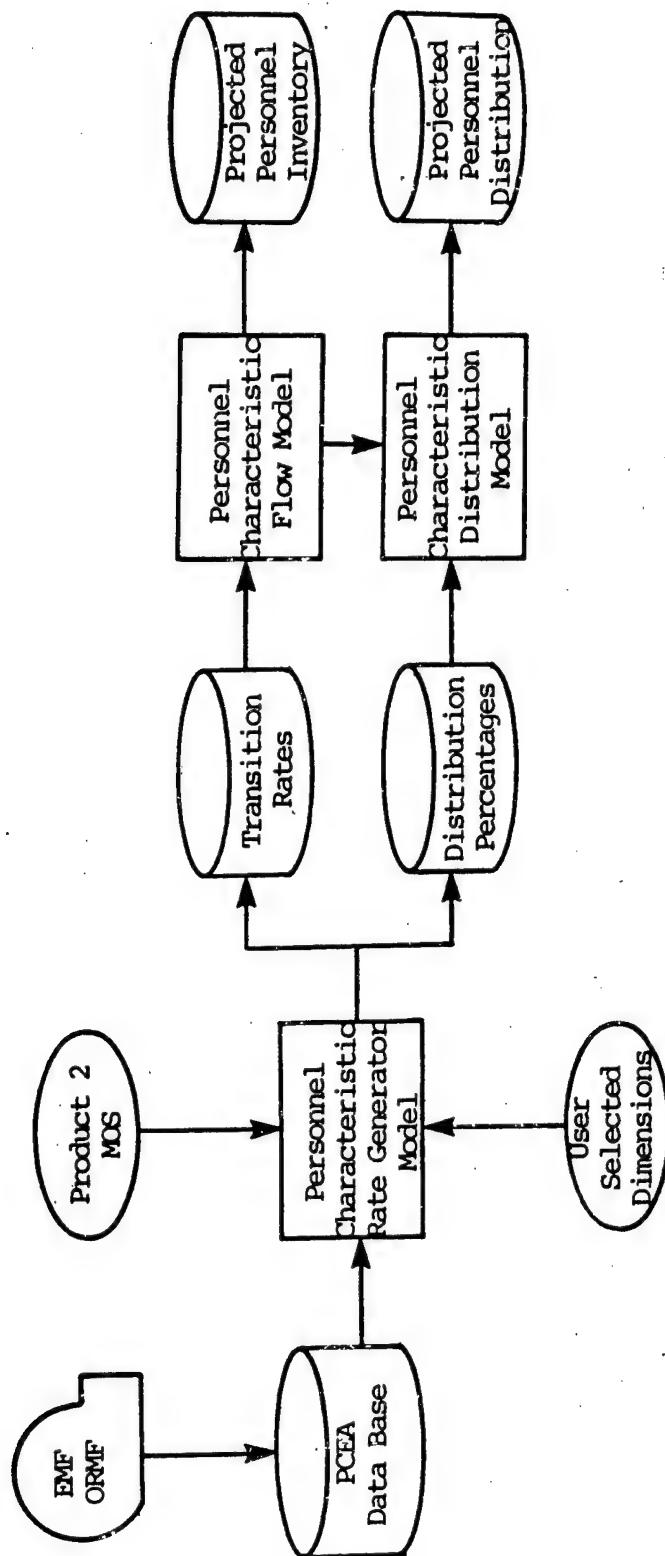 EMF
ORMF
PCEA
Data Base
Product 2
MOS
Personnel
Characteristic
Rate Generator
Model
User
Selected
Dimensions
Transition
Rates
Distribution
Percentages
Personnel
Characteristic
Flow Model
Personnel
Characteristic
Distribution
Model
Projected
Personnel
Inventory
Projected
Personnel
Distribution